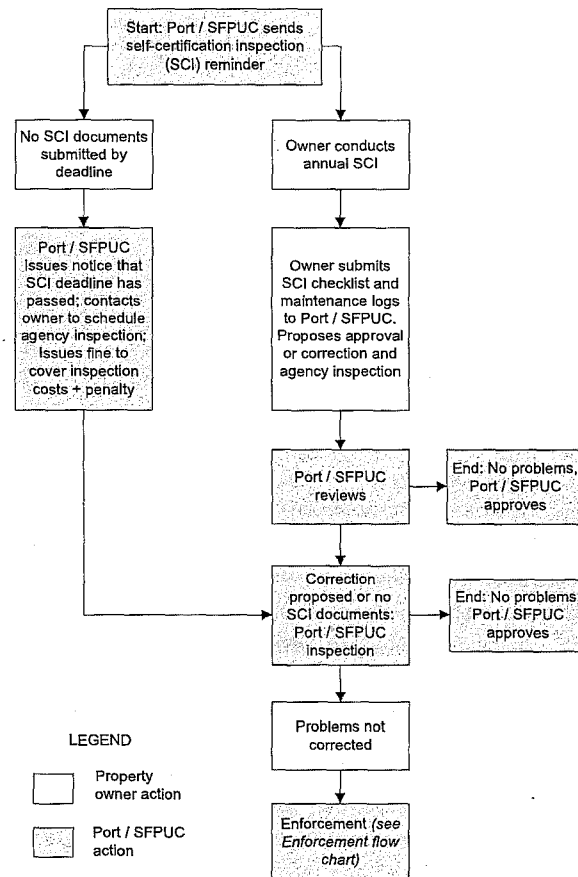 Start: Port / SFPUC sends
self-certification inspection
(SCI) reminder
No SCI documents
submitted by
deadline
Owner conducts
annual SCI
Port / SFPUC
Issues notice that
SCI deadline has
passed; contacts
owner to schedule
agency inspection;
Issues fine to
cover inspection
costs + penalty
Owner submits
SCI checklist and
maintenance logs
to Port / SFPUC.
Proposes approval
or correction and
agency inspection
Port / SFPUC
reviews
End: No problems,
Port / SFPUC
approves
Correction
proposed or no
SCI documents:
Port / SFPUC
inspection
End: No problems,
Port / SFPUC
approves
Problems not
corrected
Enforcement (see
Enforcement flow
chart)
LEGEND
Property
owner action
Port / SFPUC
action